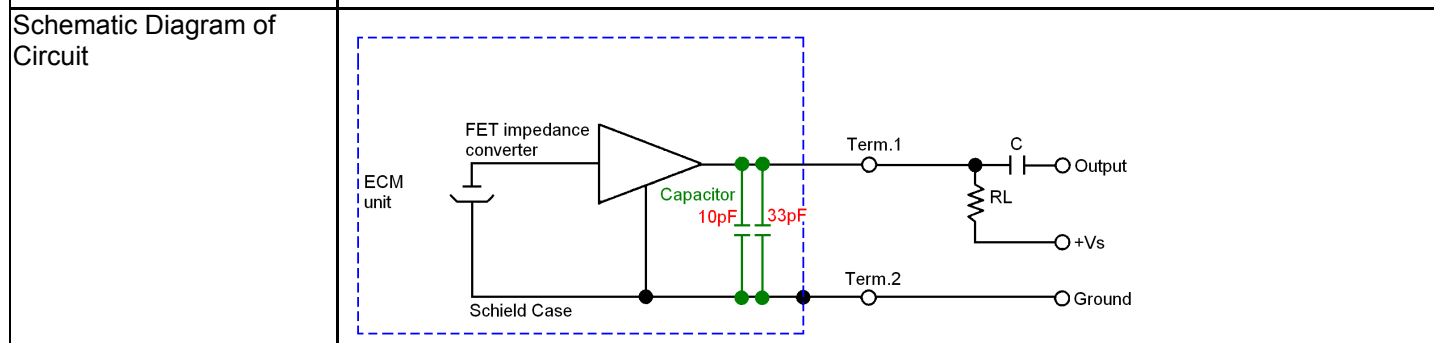 Schematic Diagram of
Circuit
FET impedance
converter
ECM
unit
Capacitor
10pF
33pF
Schield Case
Term.1
C
Output
RL
+Vs
Term.2
Ground